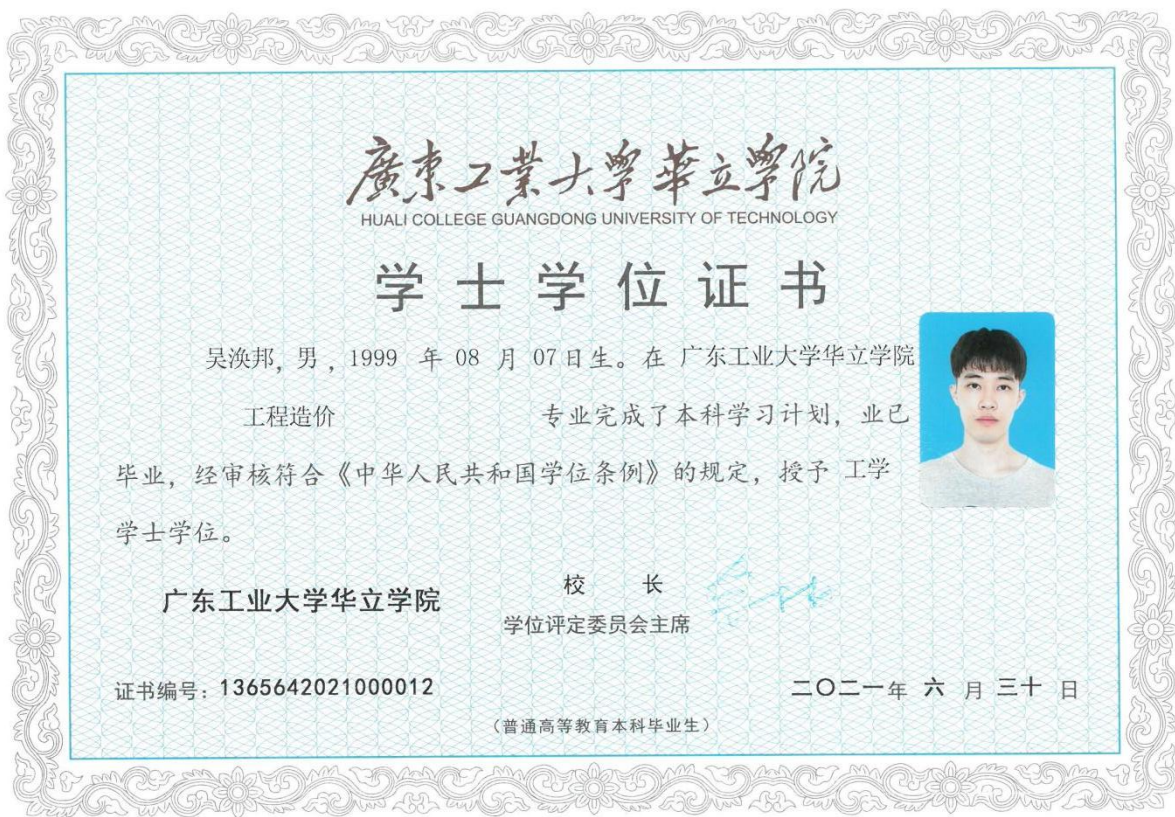 廣東工業大學華立學院
HUALI COLLEGE GUANGDONG UNIVERSITY OF TECHNOLOGY
学士学位证书
吴涣邦, 男 , 1999 年 08 月 07日生。在 广东工业大学华立学院
工程造价 专业完成了本科学习计划, 业已
毕业, 经审核符合《中华人民共和国学位条例》的规定, 授予 工学
学士学位。
广东工业大学华立学院
校 长
学位评定委员会主席
证书编号: 1365642021000012
二〇二一年 六 月 三十 日
(普通高等教育本科毕业生)